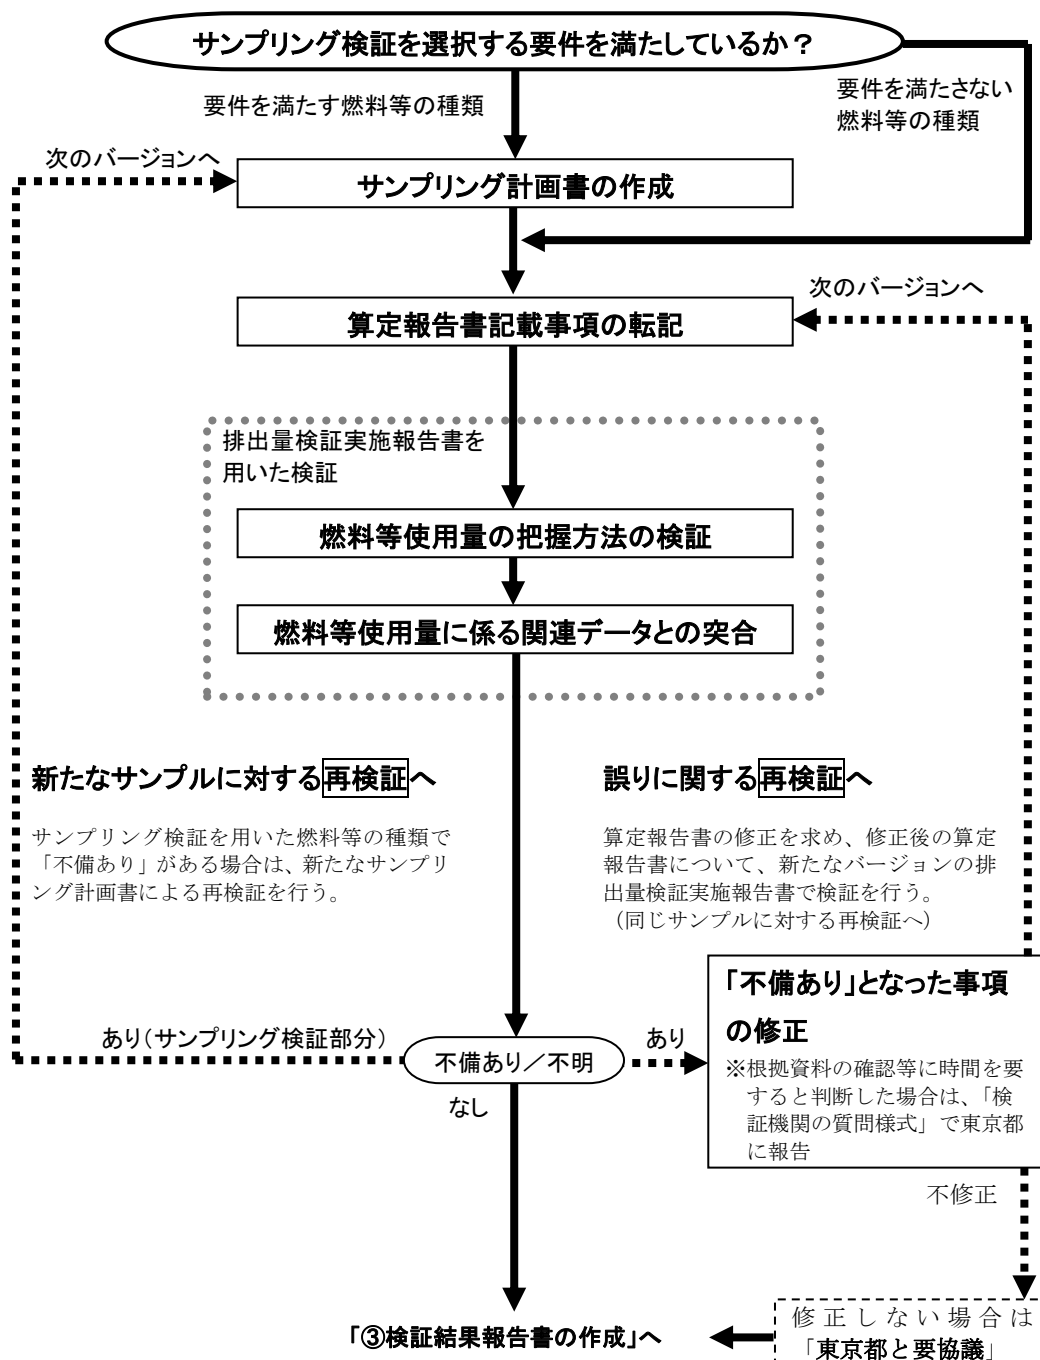 サンプリング検証を選択する要件を満たしているか？
要件を満たす燃料等の種類
要件を満たさない
燃料等の種類
次のバージョンへ
サンプリング計画書の作成
次のバージョンへ
算定報告書記載事項の転記
排出量検証実施報告書を
用いた検証
燃料等使用量の把握方法の検証
燃料等使用量に係る関連データとの突合
新たなサンプルに対する再検証へ
サンプリング検証を用いた燃料等の種類で
「不備あり」がある場合は、新たなサンプリ
ング計画書による再検証を行う。
誤りに関する再検証へ
算定報告書の修正を求め、修正後の算定
報告書について、新たなバージョンの排
出量検証実施報告書で検証を行う。
（同じサンプルに対する再検証へ）
あり（サンプリング検証部分）
不備あり／不明
あり
なし
「不備あり」となった事項
の修正
※根拠資料の確認等に時間を要
すると判断した場合は、「検
証機関の質問様式」で東京都
に報告
不修正
「③検証結果報告書の作成」へ
修正しない場合は
「東京都と要協議」